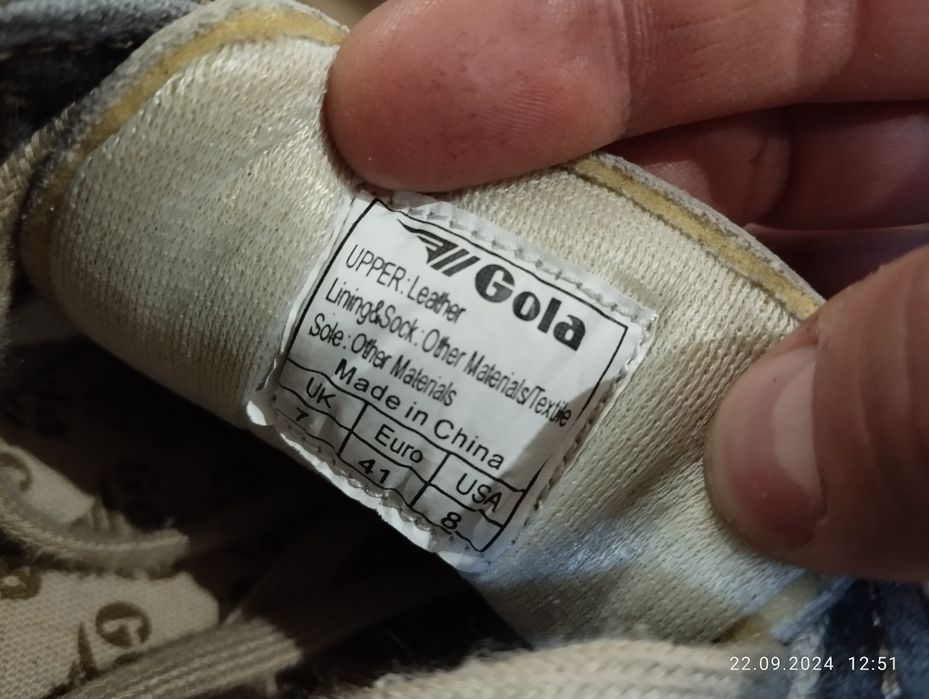 Gola
UPPER: Leather
Lining&Sock: Other Materials/Textile
Sole: Other Materials
Made in China
UK Euro USA
7 41 8
22.09.2024 12:51